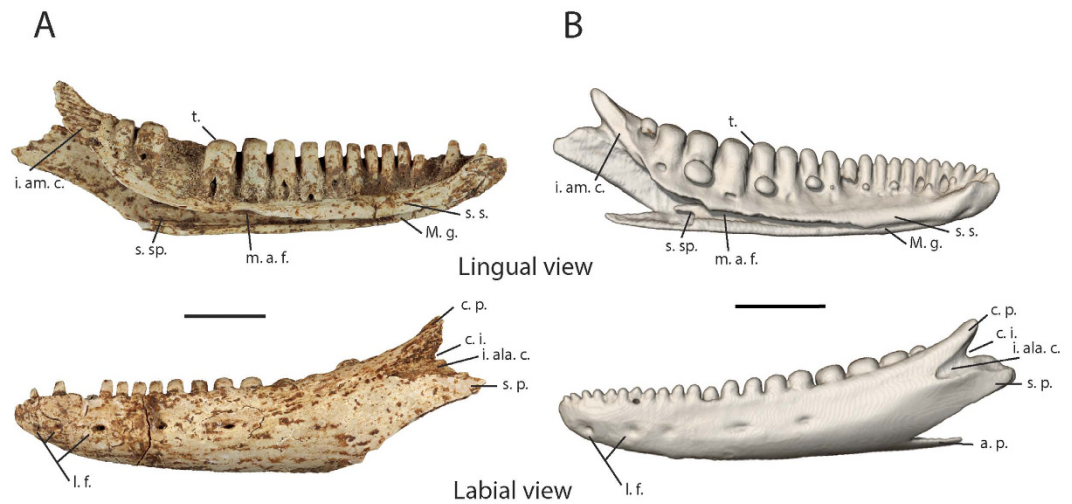 A
B
t.
i. am. c.
s. sp.
m. a. f.
M. g.
s. s.
t.
i. am. c.
s. sp.
m. a. f.
M. g.
s. s.
Lingual view
c. p.
c. i.
i. ala. c.
s. p.
l. f.
c. p.
c. i.
i. ala. c.
s. p.
a. p.
l. f.
Labial view